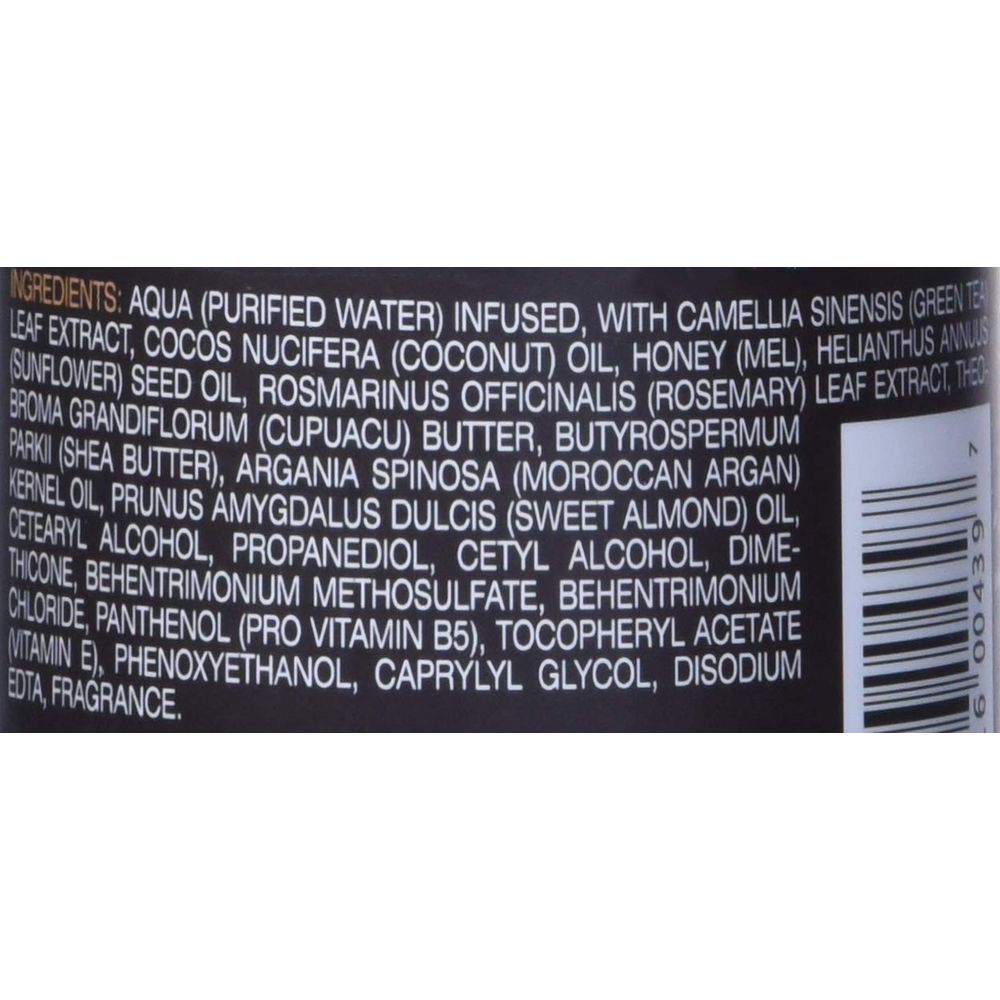 INGREDIENTS: AQUA (PURIFIED WATER) INFUSED, WITH CAMELLIA SINENSIS (GREEN TEA
LEAF EXTRACT, COCOS NUCIFERA (COCONUT) OIL, HONEY (MEL), HELIANTHUS ANNUUS
(SUNFLOWER) SEED OIL, ROSMARINUS OFFICINALIS (ROSEMARY) LEAF EXTRACT, THEO-
BROMA GRANDIFLORUM (CUPUACU) BUTTER, BUTYROSPERMUM
PARKII (SHEA BUTTER), ARGANIA SPINOSA (MOROCCAN ARGAN)
KERNEL OIL, PRUNUS AMYGDALUS DULCIS (SWEET ALMOND) OIL,
CETEARYL ALCOHOL, PROPANEDIOL, CETYL ALCOHOL, DIME-
THICONE, BEHENTRIMONIUM METHOSULFATE, BEHENTRIMONIUM
CHLORIDE, PANTHENOL (PRO VITAMIN B5), TOCOPHERYL ACETATE
(VITAMIN E), PHENOXYETHANOL, CAPRYLYL GLYCOL, DISODIUM
EDTA, FRAGRANCE.
6 00439 7